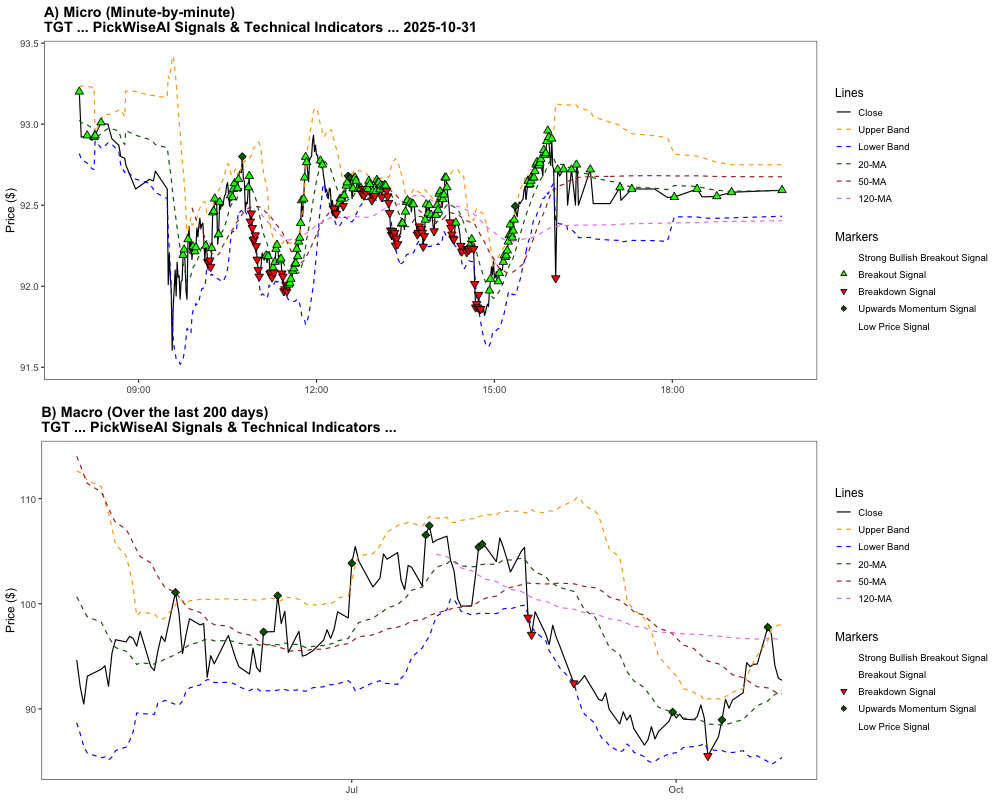 A) Micro (Minute-by-minute)
TGT ... PickWiseAI Signals & Technical Indicators ... 2025-10-31
93.5
93.0
92.5
92.0
91.5
Price ($)
09:00
12:00
15:00
18:00
Lines
Close
Upper Band
Lower Band
20-MA
50-MA
120-MA
Markers
Strong Bullish Breakout Signal
Breakout Signal
Breakdown Signal
Upwards Momentum Signal
Low Price Signal
B) Macro (Over the last 200 days)
TGT ... PickWiseAI Signals & Technical Indicators ...
110
100
90
Price ($)
Jul
Oct
Lines
Close
Upper Band
Lower Band
20-MA
50-MA
120-MA
Markers
Strong Bullish Breakout Signal
Breakout Signal
Breakdown Signal
Upwards Momentum Signal
Low Price Signal